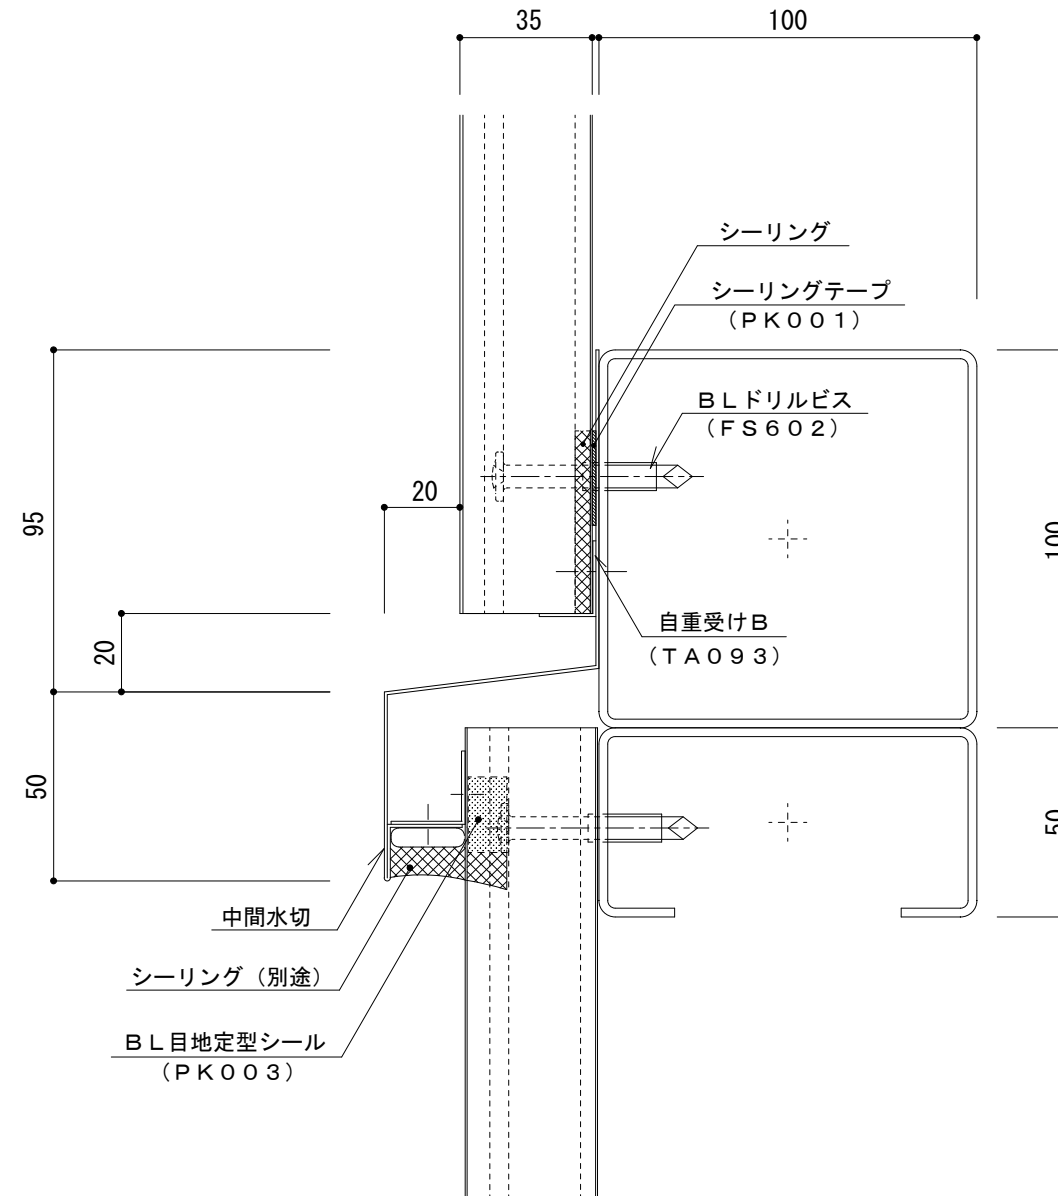 35
100
シーリング
シーリングテープ
（ＰＫ００１）
ＢＬドリルビス
（ＦＳ６０２）
20
95
100
20
自重受けＢ
（ＴＡ０９３）
50
50
中間水切
シーリング（別途）
ＢＬ目地定型シール
（ＰＫ００３）